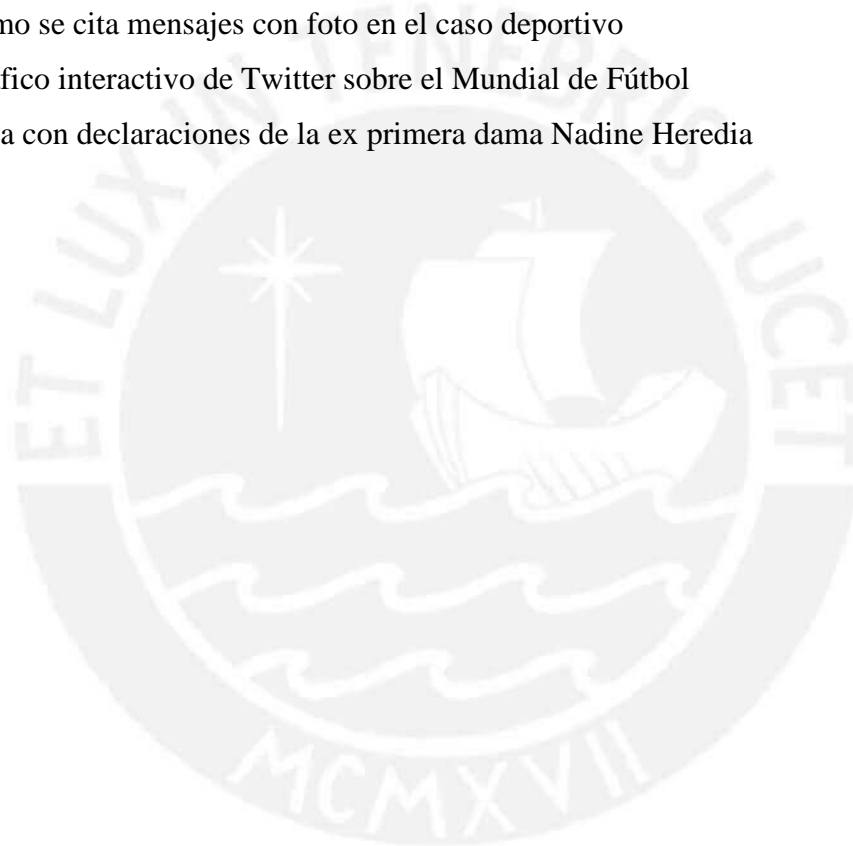 mo se cita mensajes con foto en el caso deportivo
fico interactivo de Twitter sobre el Mundial de Fútbol
a con declaraciones de la ex primera dama Nadine Heredia
ET LUX IN TENEBRIS LUCET
MCMXVII